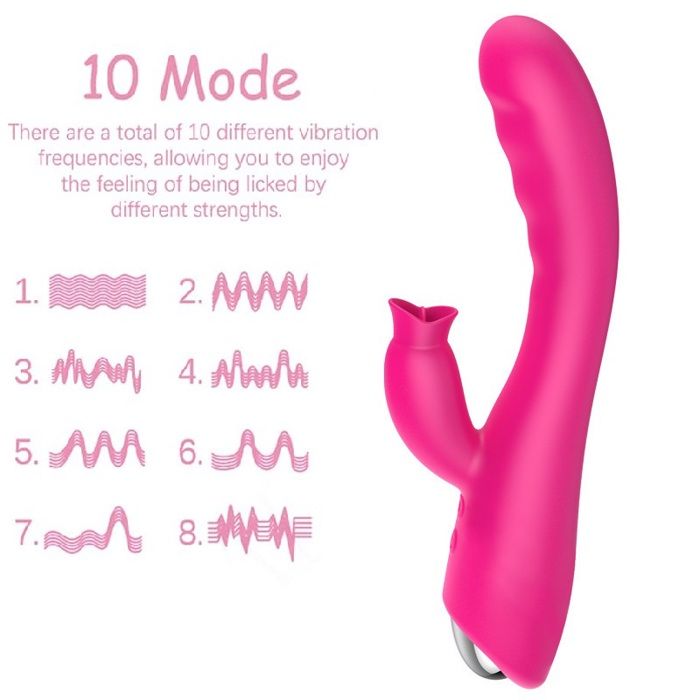 10 Mode
There are a total of 10 different vibration
frequencies, allowing you to enjoy
the feeling of being licked by
different strengths.
1. 2.
3. 4.
5. 6.
7. 8.